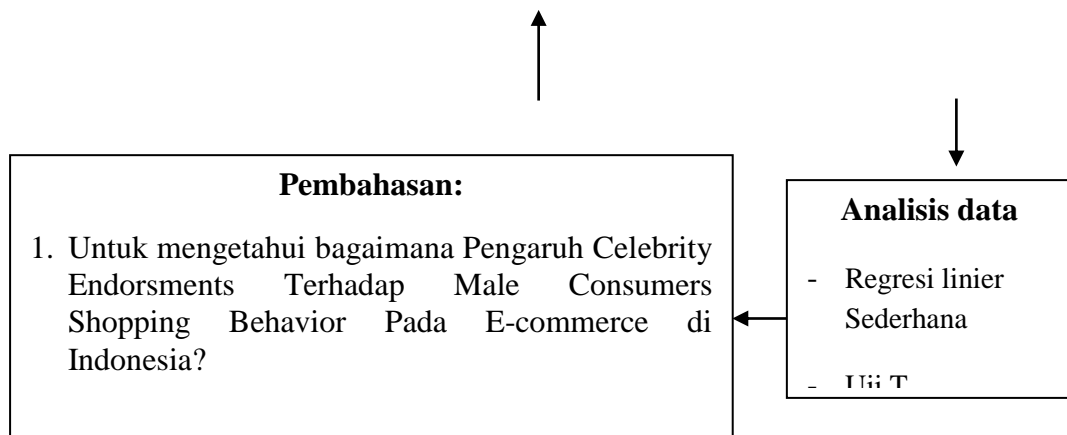 Pembahasan:
1. Untuk mengetahui bagaimana Pengaruh Celebrity
Endorsments Terhadap Male Consumers
Shopping Behavior Pada E-commerce di
Indonesia?
Analisis data
- Regresi linier
Sederhana
- Uji T